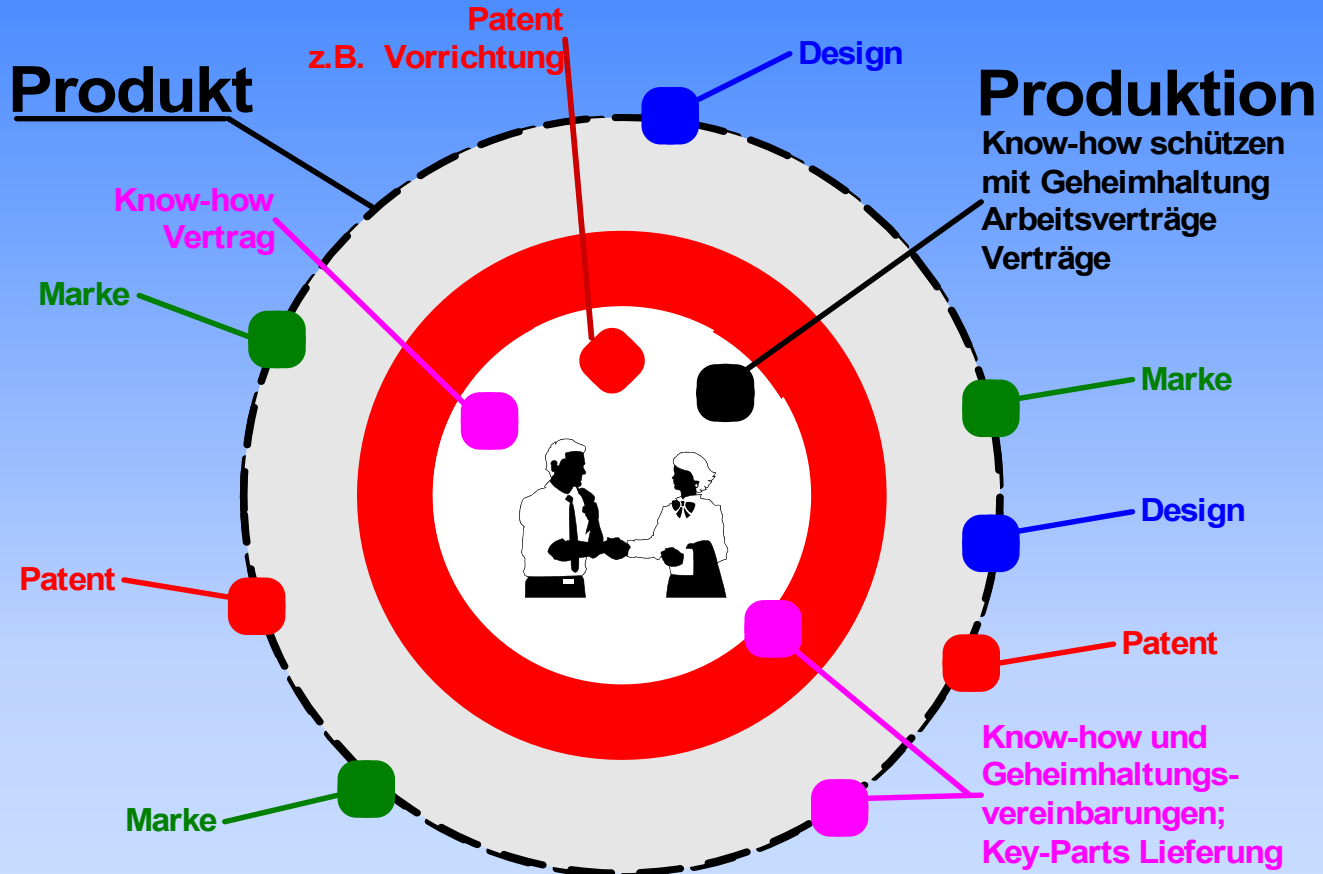 Patent
z.B. Vorrichtung
Design
Produkt
Produktion
Know-how schützen
mit Geheimhaltung
Arbeitsverträge
Verträge
Know-how
Vertrag
Marke
Marke
Design
Patent
Patent
Know-how und
Geheimhaltungs-
vereinbarungen;
Key-Parts Lieferung
Marke